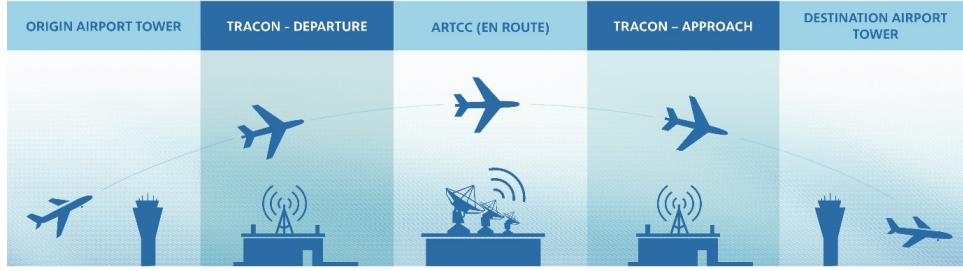 ORIGIN AIRPORT TOWER
TRACON - DEPARTURE
ARTCC (EN ROUTE)
TRACON – APPROACH
DESTINATION AIRPORT
TOWER